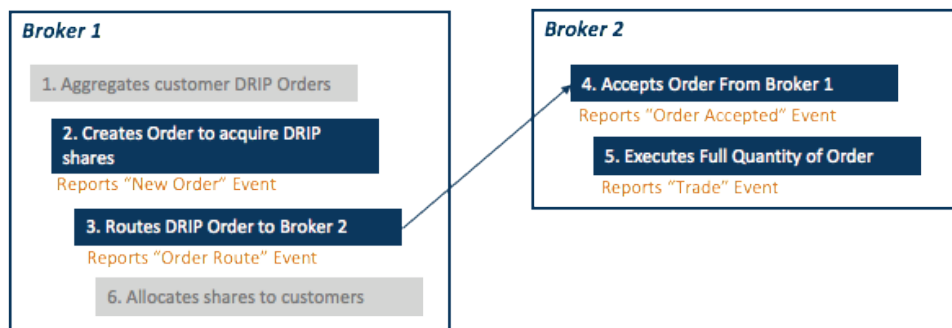 Broker 1
1. Aggregates customer DRIP Orders
2. Creates Order to acquire DRIP
shares
Reports “New Order” Event
3. Routes DRIP Order to Broker 2
Reports “Order Route” Event
6. Allocates shares to customers
Broker 2
4. Accepts Order From Broker 1
Reports “Order Accepted” Event
5. Executes Full Quantity of Order
Reports “Trade” Event